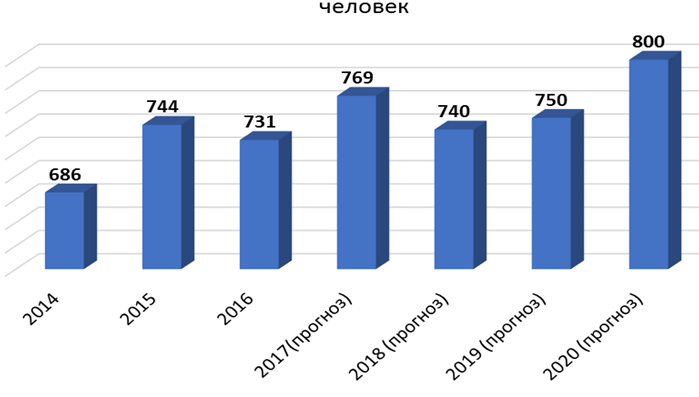 человек
686
744
731
769
740
750
800
2014
2015
2016
2017(прогноз)
2018 (прогноз)
2019 (прогноз)
2020 (прогноз)